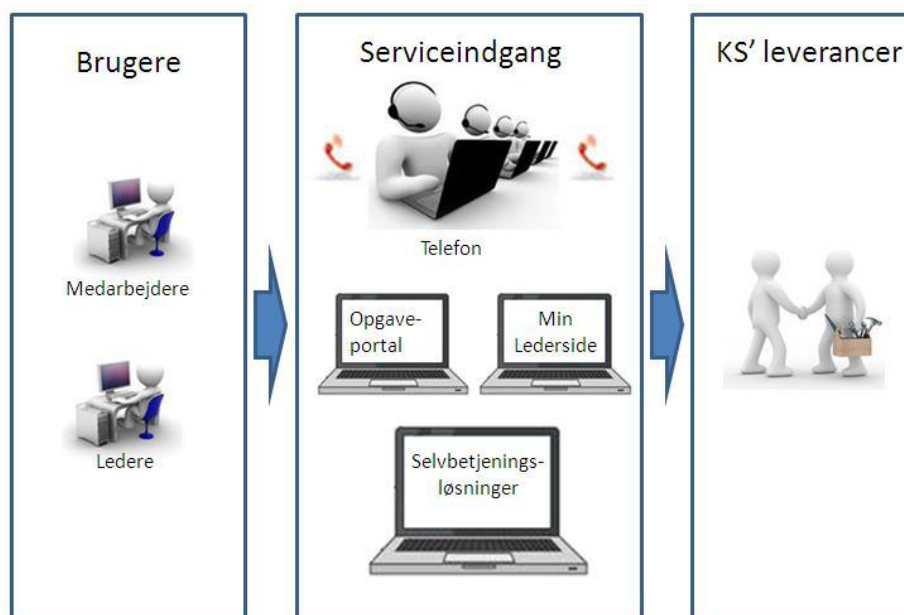 Brugere
Medarbejdere
Ledere
Serviceindgang
Telefon
Opgave-
portal
Min
Lederside
Selvbetjenings-
løsninger
KS' leverancer